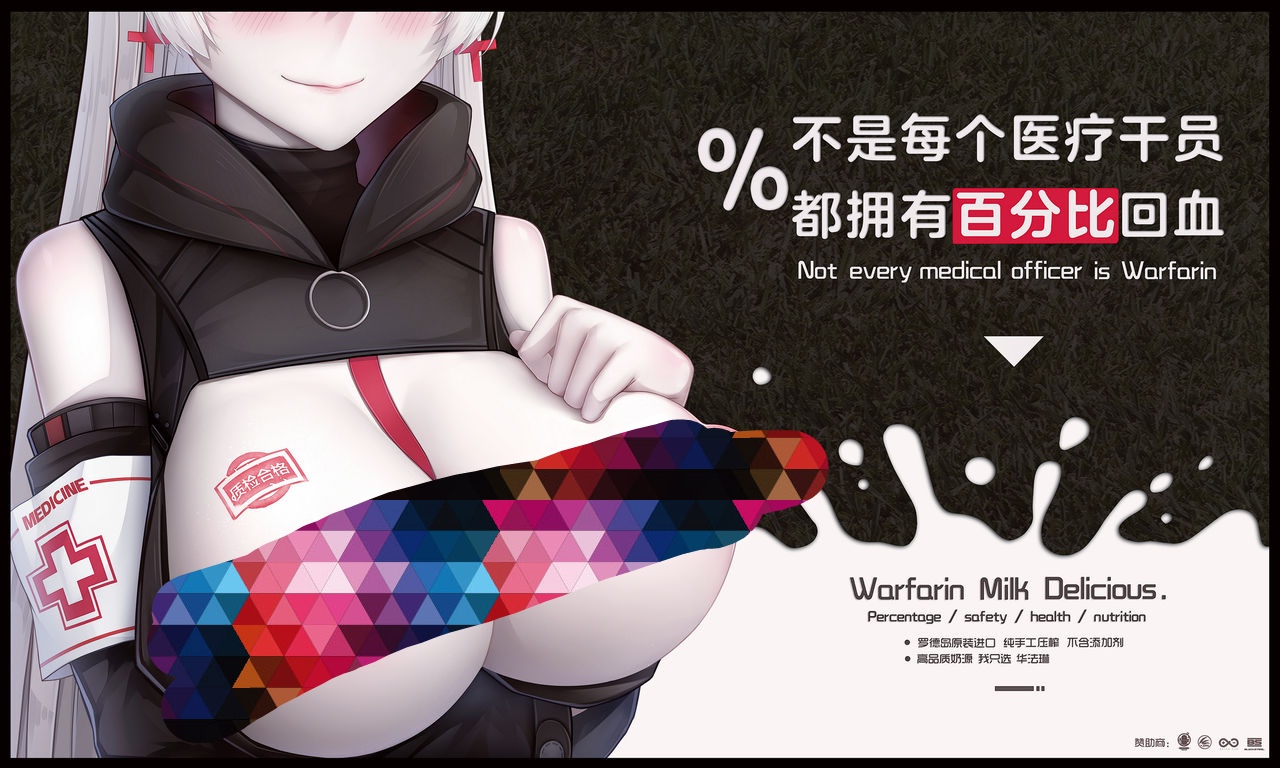 %
不是每个医疗干员
都拥有百分比回血
Not every medical officer is Warfarin
质检合格
MEDICINE
Warfarin Milk Delicious.
Percentage / safety / health / nutrition
罗德岛原装进口 纯手工压榨 不含添加剂
高品质奶源 我只选 华法琳
赞助商：